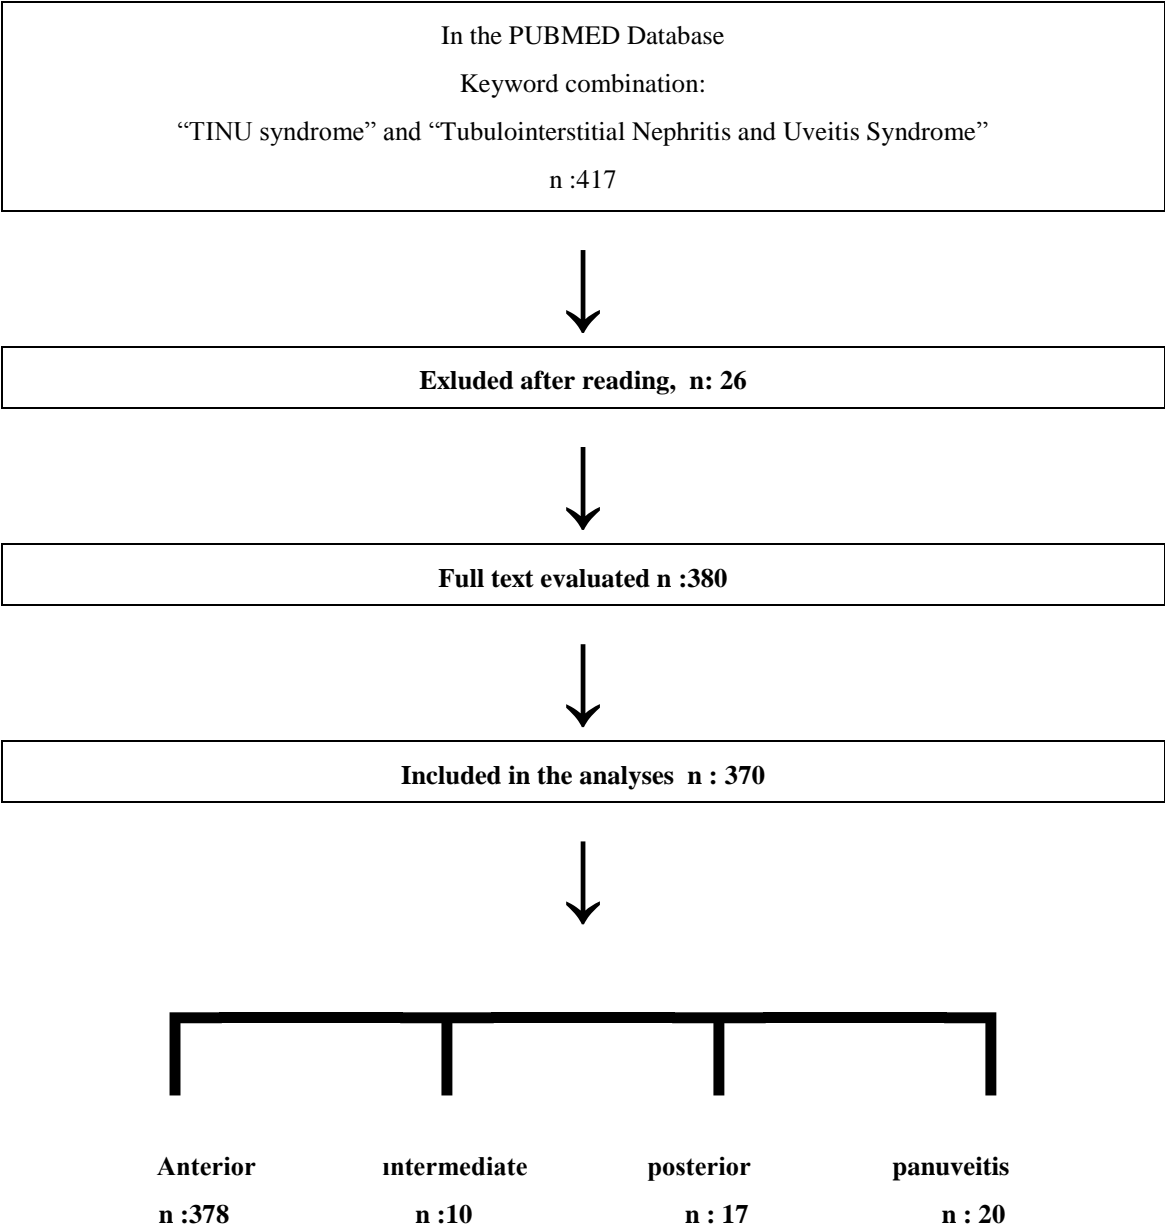 In the PUBMED Database
Keyword combination:
“TINU syndrome” and “Tubulointerstitial Nephritis and Uveitis Syndrome”
n :417
Exluded after reading, n: 26
Full text evaluated n :380
Included in the analyses n : 370
Anterior ıntermediate posterior panuveitis
n :378 n :10 n : 17 n : 20